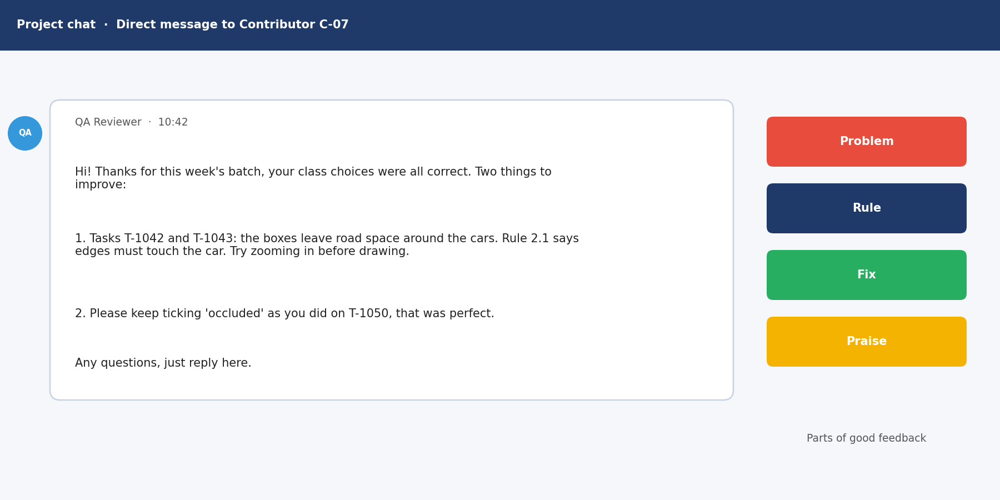 Project chat · Direct message to Contributor C-07
QA
QA Reviewer · 10:42
Hi! Thanks for this week's batch, your class choices were all correct. Two things to
improve:
1. Tasks T-1042 and T-1043: the boxes leave road space around the cars. Rule 2.1 says
edges must touch the car. Try zooming in before drawing.
2. Please keep ticking 'occluded' as you did on T-1050, that was perfect.
Any questions, just reply here.
Problem
Rule
Fix
Praise
Parts of good feedback